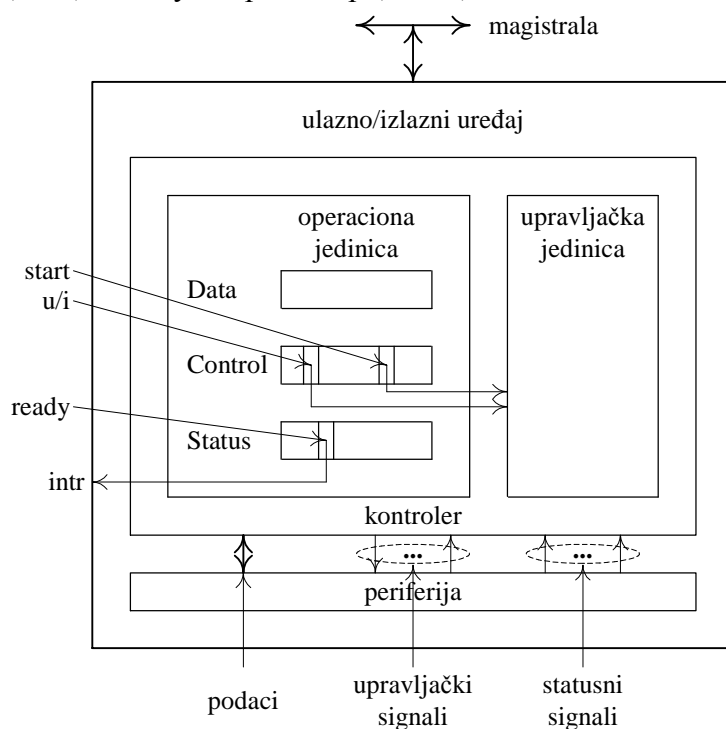 magistrala
ulazno/izlazni uređaj
operaciona
jedinica
upravljačka
jedinica
start
u/i
Data
Control
ready
Status
intr
kontroler
...
...
periferija
podaci
upravljački
signali
statusni
signali